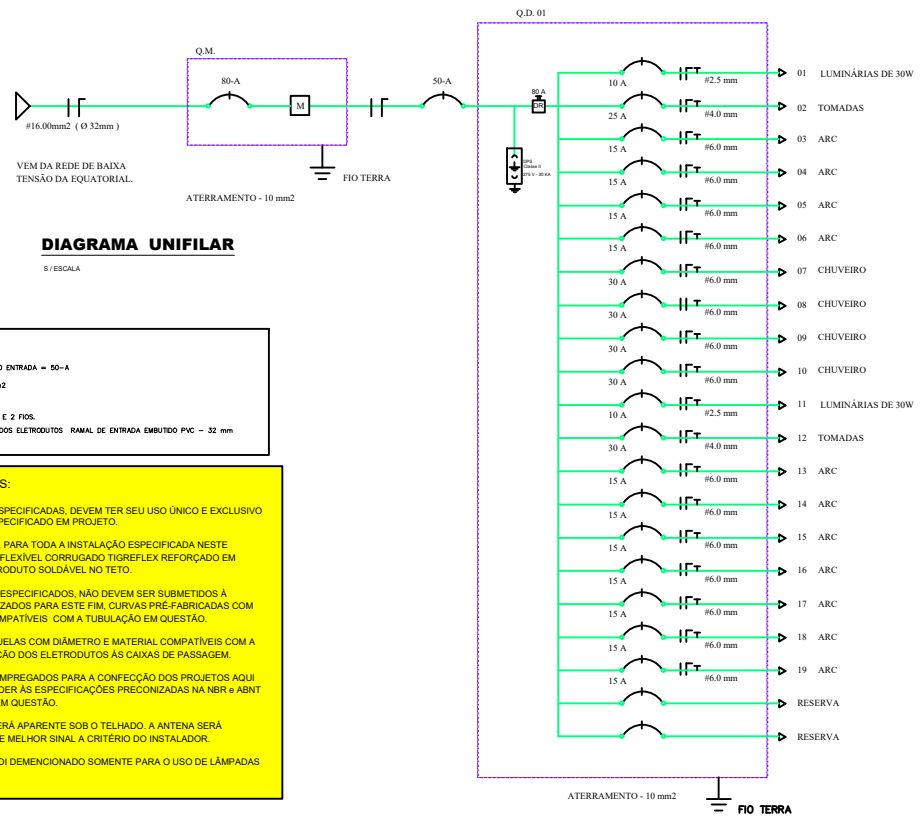 Q.D. 01
Q.M.
80-A
M
50-A
80 A
DR
#16.00mm2 ( Ø 32mm )
VEM DA REDE DE BAIXA
TENSÃO DA EQUATORIAL.
FIO TERRA
ATERRAMENTO - 10 mm2
DPS
Classe II
275 V - 30 KA
DIAGRAMA UNIFILAR
S / ESCALA
10 A #2.5 mm 01 LUMINÁRIAS DE 30W
25 A #4.0 mm 02 TOMADAS
15 A #6.0 mm 03 ARC
15 A #6.0 mm 04 ARC
15 A #6.0 mm 05 ARC
15 A #6.0 mm 06 ARC
30 A #6.0 mm 07 CHUVEIRO
30 A #6.0 mm 08 CHUVEIRO
30 A #6.0 mm 09 CHUVEIRO
30 A #6.0 mm 10 CHUVEIRO
10 A #2.5 mm 11 LUMINÁRIAS DE 30W
30 A #4.0 mm 12 TOMADAS
15 A #6.0 mm 13 ARC
15 A #6.0 mm 14 ARC
15 A #6.0 mm 15 ARC
15 A #6.0 mm 16 ARC
15 A #6.0 mm 17 ARC
15 A #6.0 mm 18 ARC
15 A #6.0 mm 19 ARC
RESERVA
RESERVA
ATERRAMENTO - 10 mm2
FIO TERRA
O ENTRADA = 50-A
E 2 FIOS.
DOS ELETRODUTOS RAMAL DE ENTRADA EMBUTIDO PVC - 32 mm
S:
SPECIFICADAS, DEVEM TER SEU USO ÚNICO E EXCLUSIVO
PECIFICADO EM PROJETO.
, PARA TODA A INSTALAÇÃO ESPECIFICADA NESTE
FLEXÍVEL CORRUGADO TIGREFLEX REFORÇADO EM
RODUTO SOLDÁVEL NO TETO.
ESPECIFICADOS, NÃO DEVEM SER SUBMETIDOS À
ZADOS PARA ESTE FIM, CURVAS PRÉ-FABRICADAS COM
MPATÍVEIS COM A TUBULAÇÃO EM QUESTÃO.
UELAS COM DIÂMETRO E MATERIAL COMPATÍVEIS COM A
ÇÃO DOS ELETRODUTOS ÀS CAIXAS DE PASSAGEM.
MPREGADOS PARA A CONFECÇÃO DOS PROJETOS AQUI
DER ÀS ESPECIFICAÇÕES PRECONIZADAS NA NBR e ABNT
EM QUESTÃO.
ERÁ APARENTE SOB O TELHADO. A ANTENA SERÁ
E MELHOR SINAL A CRITÉRIO DO INSTALADOR.
OI DEMENCIONADO SOMENTE PARA O USO DE LÂMPADAS